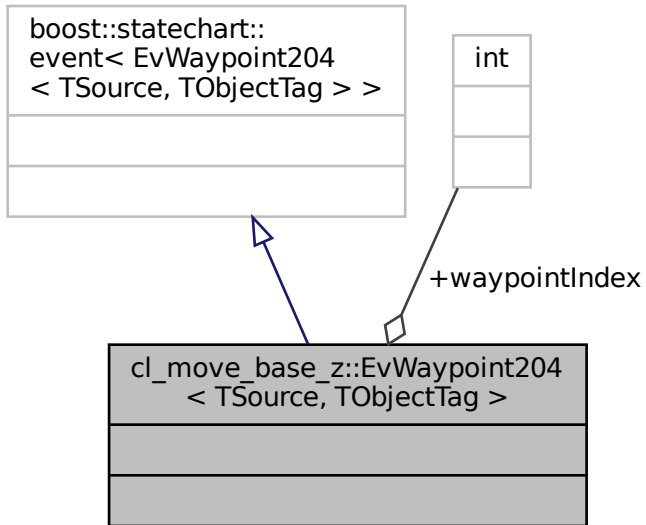 boost::statechart::
event< EvWaypoint204
< TSource, TObjectTag > >
int
+waypointIndex
cl_move_base_z::EvWaypoint204
< TSource, TObjectTag >